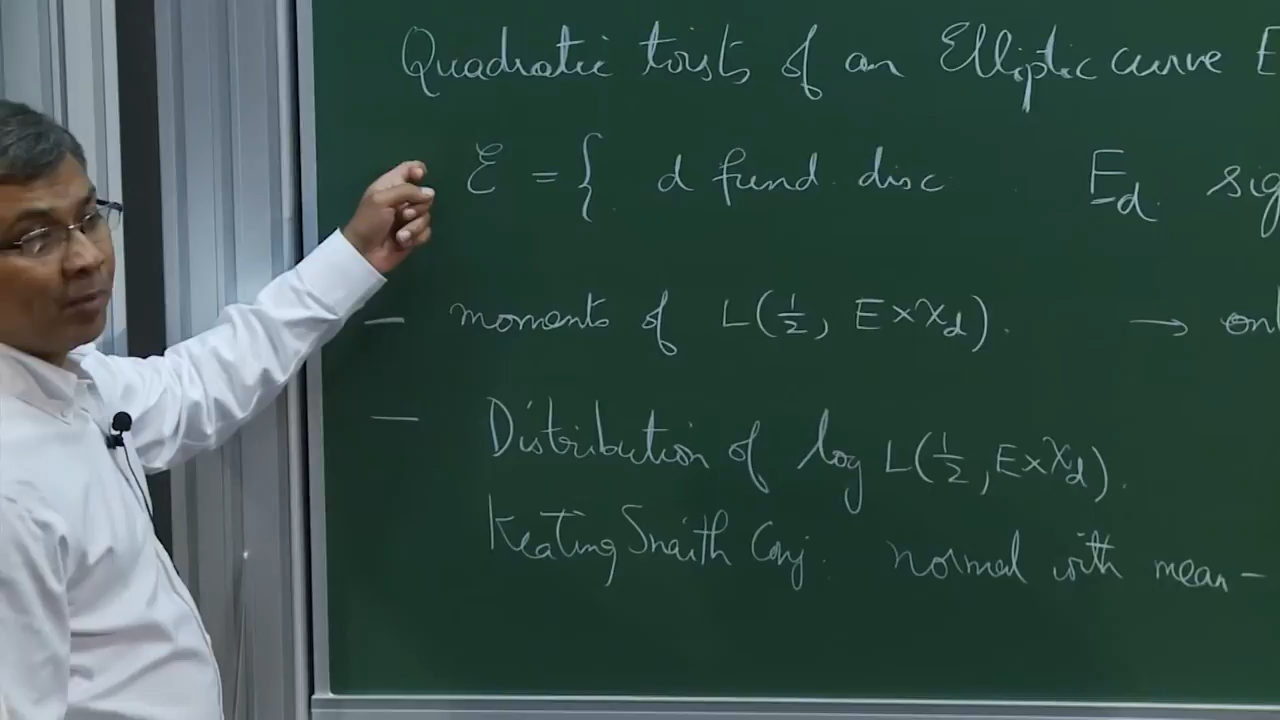 Quadratic twists of an Elliptic curve E
ℰ = { d fund. disc E_d sig
— moments of L(½, E×χ_d). → onl
— Distribution of log L(½, E×χ_d).
Keating Snaith Conj. normal with mean –